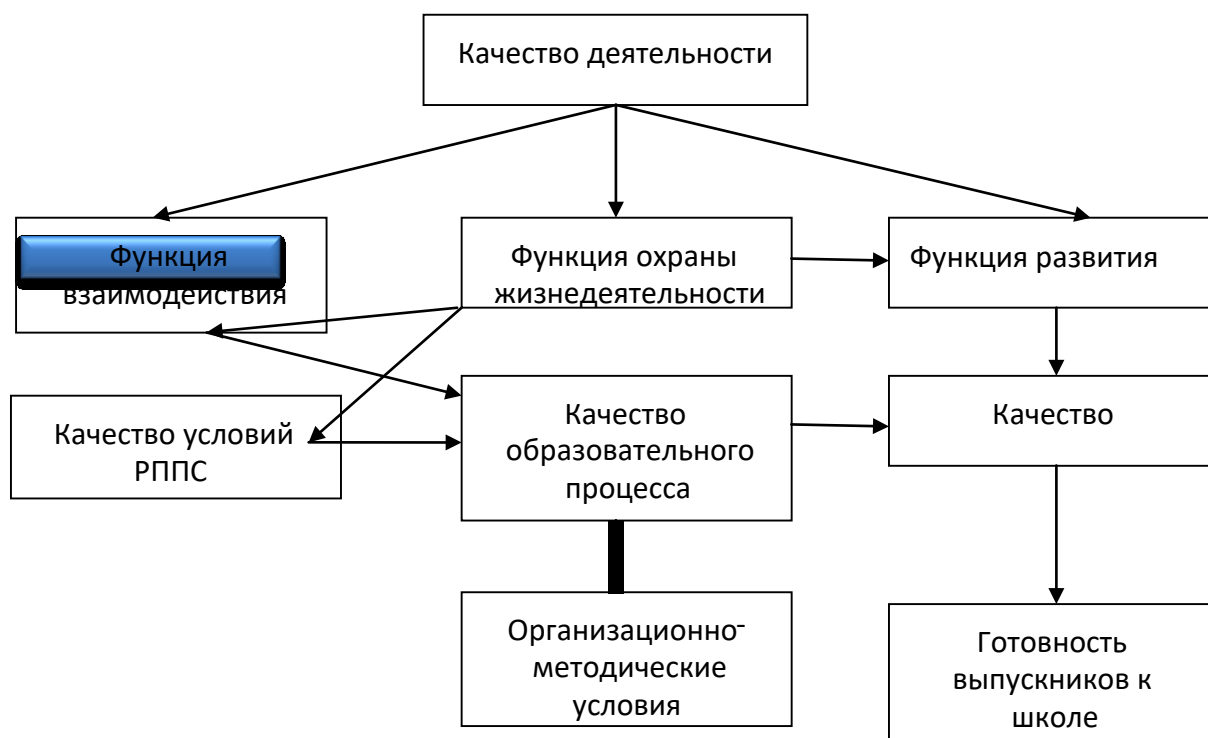 Качество деятельности
Функция
взаимодействия
Функция охраны
жизнедеятельности
Функция развития
Качество условий
РППС
Качество
образовательного
процесса
Качество
Организационно-
методические
условия
Готовность
выпускников к
школе